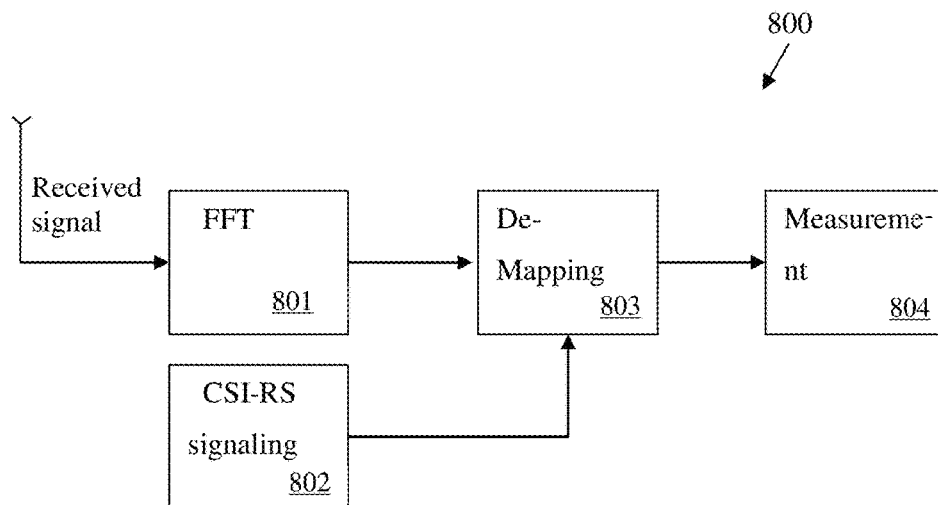 800
Received
signal
FFT
801
De-
Mapping
803
Measureme-
nt
804
CSI-RS
signaling
802